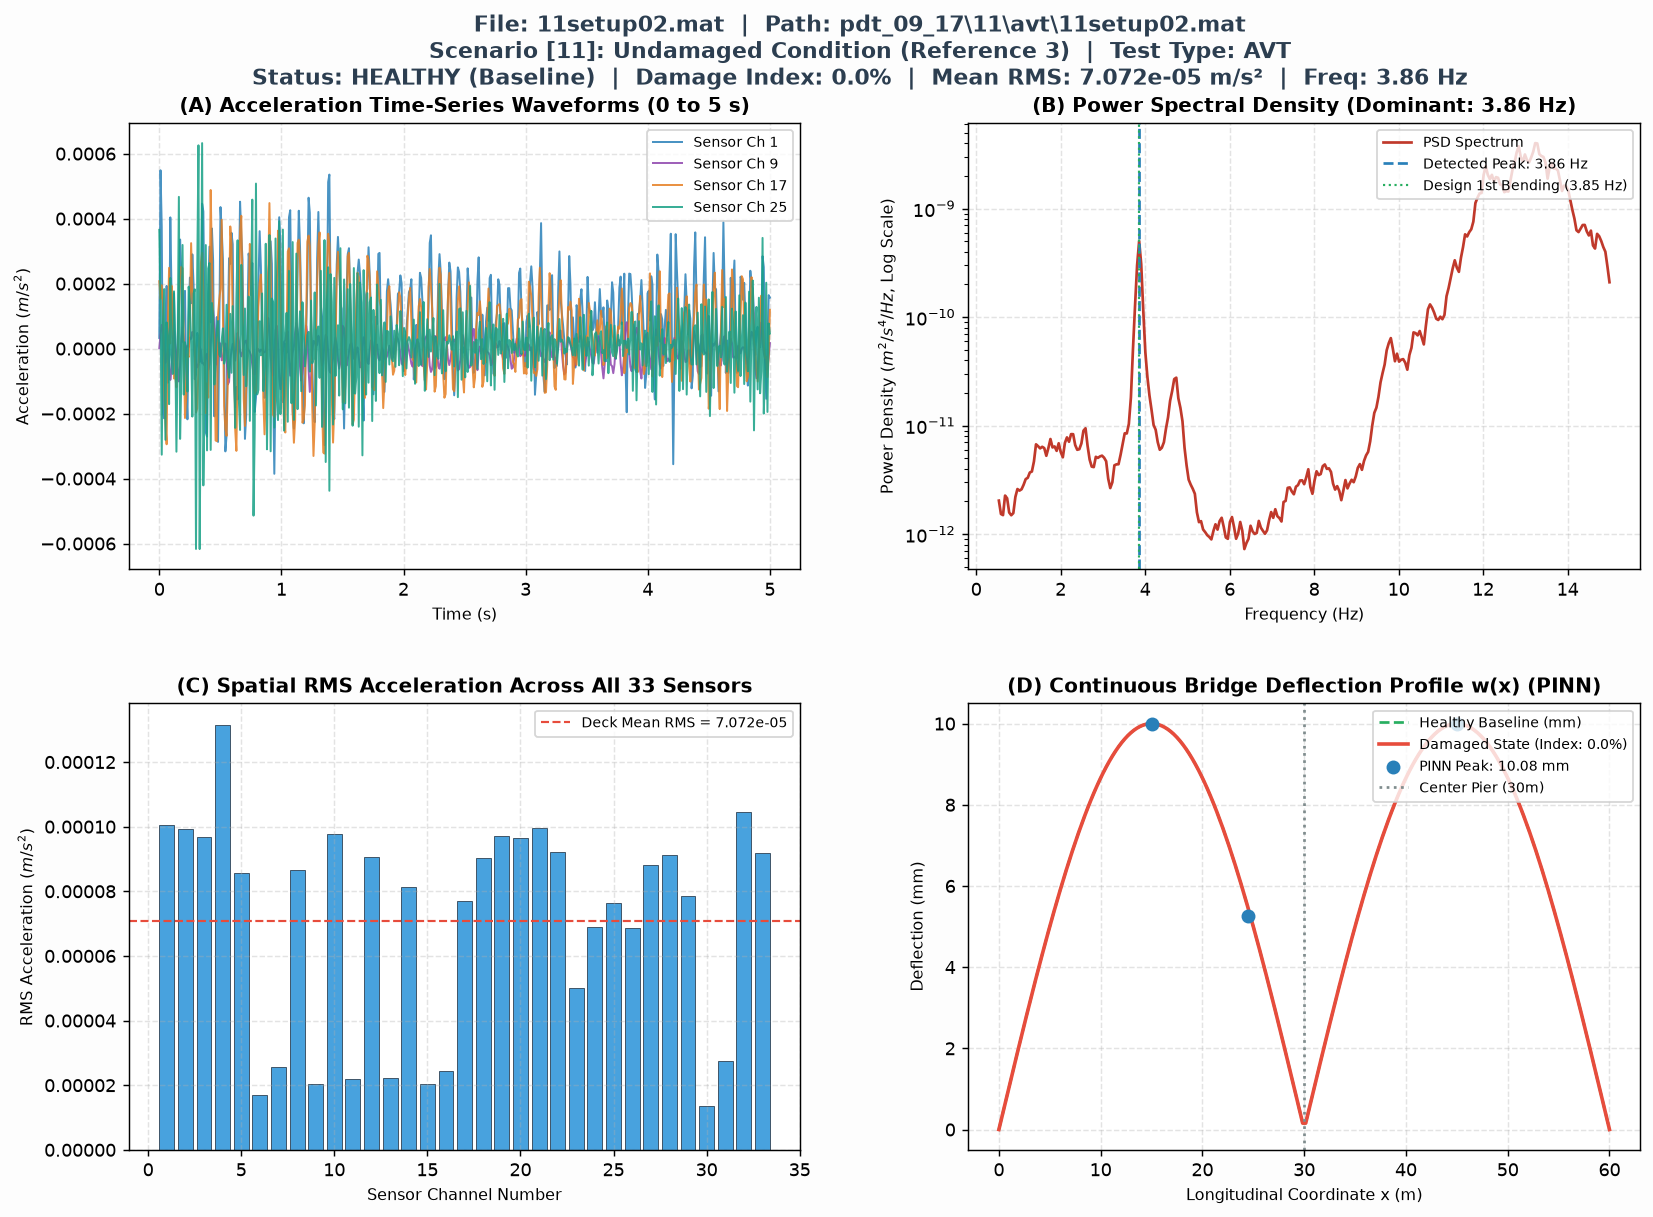 File: 11setup02.mat | Path: pdt_09_17\11\avt\11setup02.mat
Scenario [11]: Undamaged Condition (Reference 3) | Test Type: AVT
Status: HEALTHY (Baseline) | Damage Index: 0.0% | Mean RMS: 7.072e-05 m/s² | Freq: 3.86 Hz
(A) Acceleration Time-Series Waveforms (0 to 5 s)
Sensor Ch 1
Sensor Ch 9
Sensor Ch 17
Sensor Ch 25
0.0006
0.0004
0.0002
0.0000
−0.0002
−0.0004
−0.0006
Acceleration (m/s²)
0 1 2 3 4 5
Time (s)
(B) Power Spectral Density (Dominant: 3.86 Hz)
PSD Spectrum
Detected Peak: 3.86 Hz
Design 1st Bending (3.85 Hz)
10⁻⁹
10⁻¹⁰
10⁻¹¹
10⁻¹²
Power Density (m²/s⁴/Hz, Log Scale)
0 2 4 6 8 10 12 14
Frequency (Hz)
(C) Spatial RMS Acceleration Across All 33 Sensors
Deck Mean RMS = 7.072e-05
0.00012
0.00010
0.00008
0.00006
0.00004
0.00002
0.00000
RMS Acceleration (m/s²)
0 5 10 15 20 25 30 35
Sensor Channel Number
(D) Continuous Bridge Deflection Profile w(x) (PINN)
Healthy Baseline (mm)
Damaged State (Index: 0.0%)
PINN Peak: 10.08 mm
Center Pier (30m)
10
8
6
4
2
0
Deflection (mm)
0 10 20 30 40 50 60
Longitudinal Coordinate x (m)